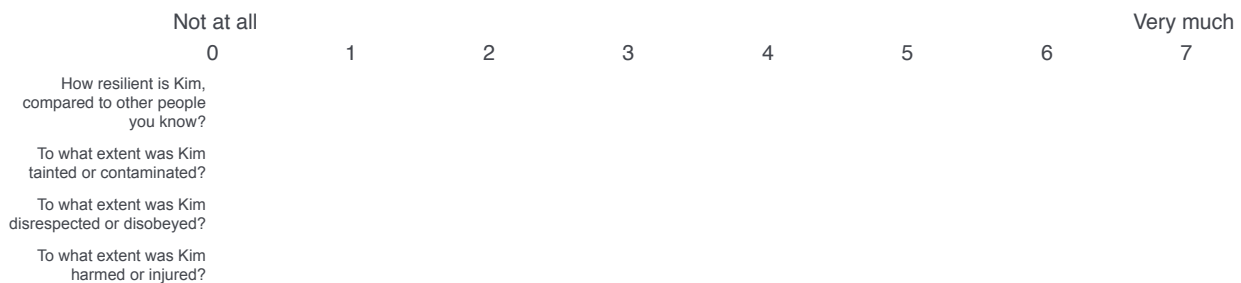 Not at all Very much
0 1 2 3 4 5 6 7
How resilient is Kim,
compared to other people
you know?
To what extent was Kim
tainted or contaminated?
To what extent was Kim
disrespected or disobeyed?
To what extent was Kim
harmed or injured?